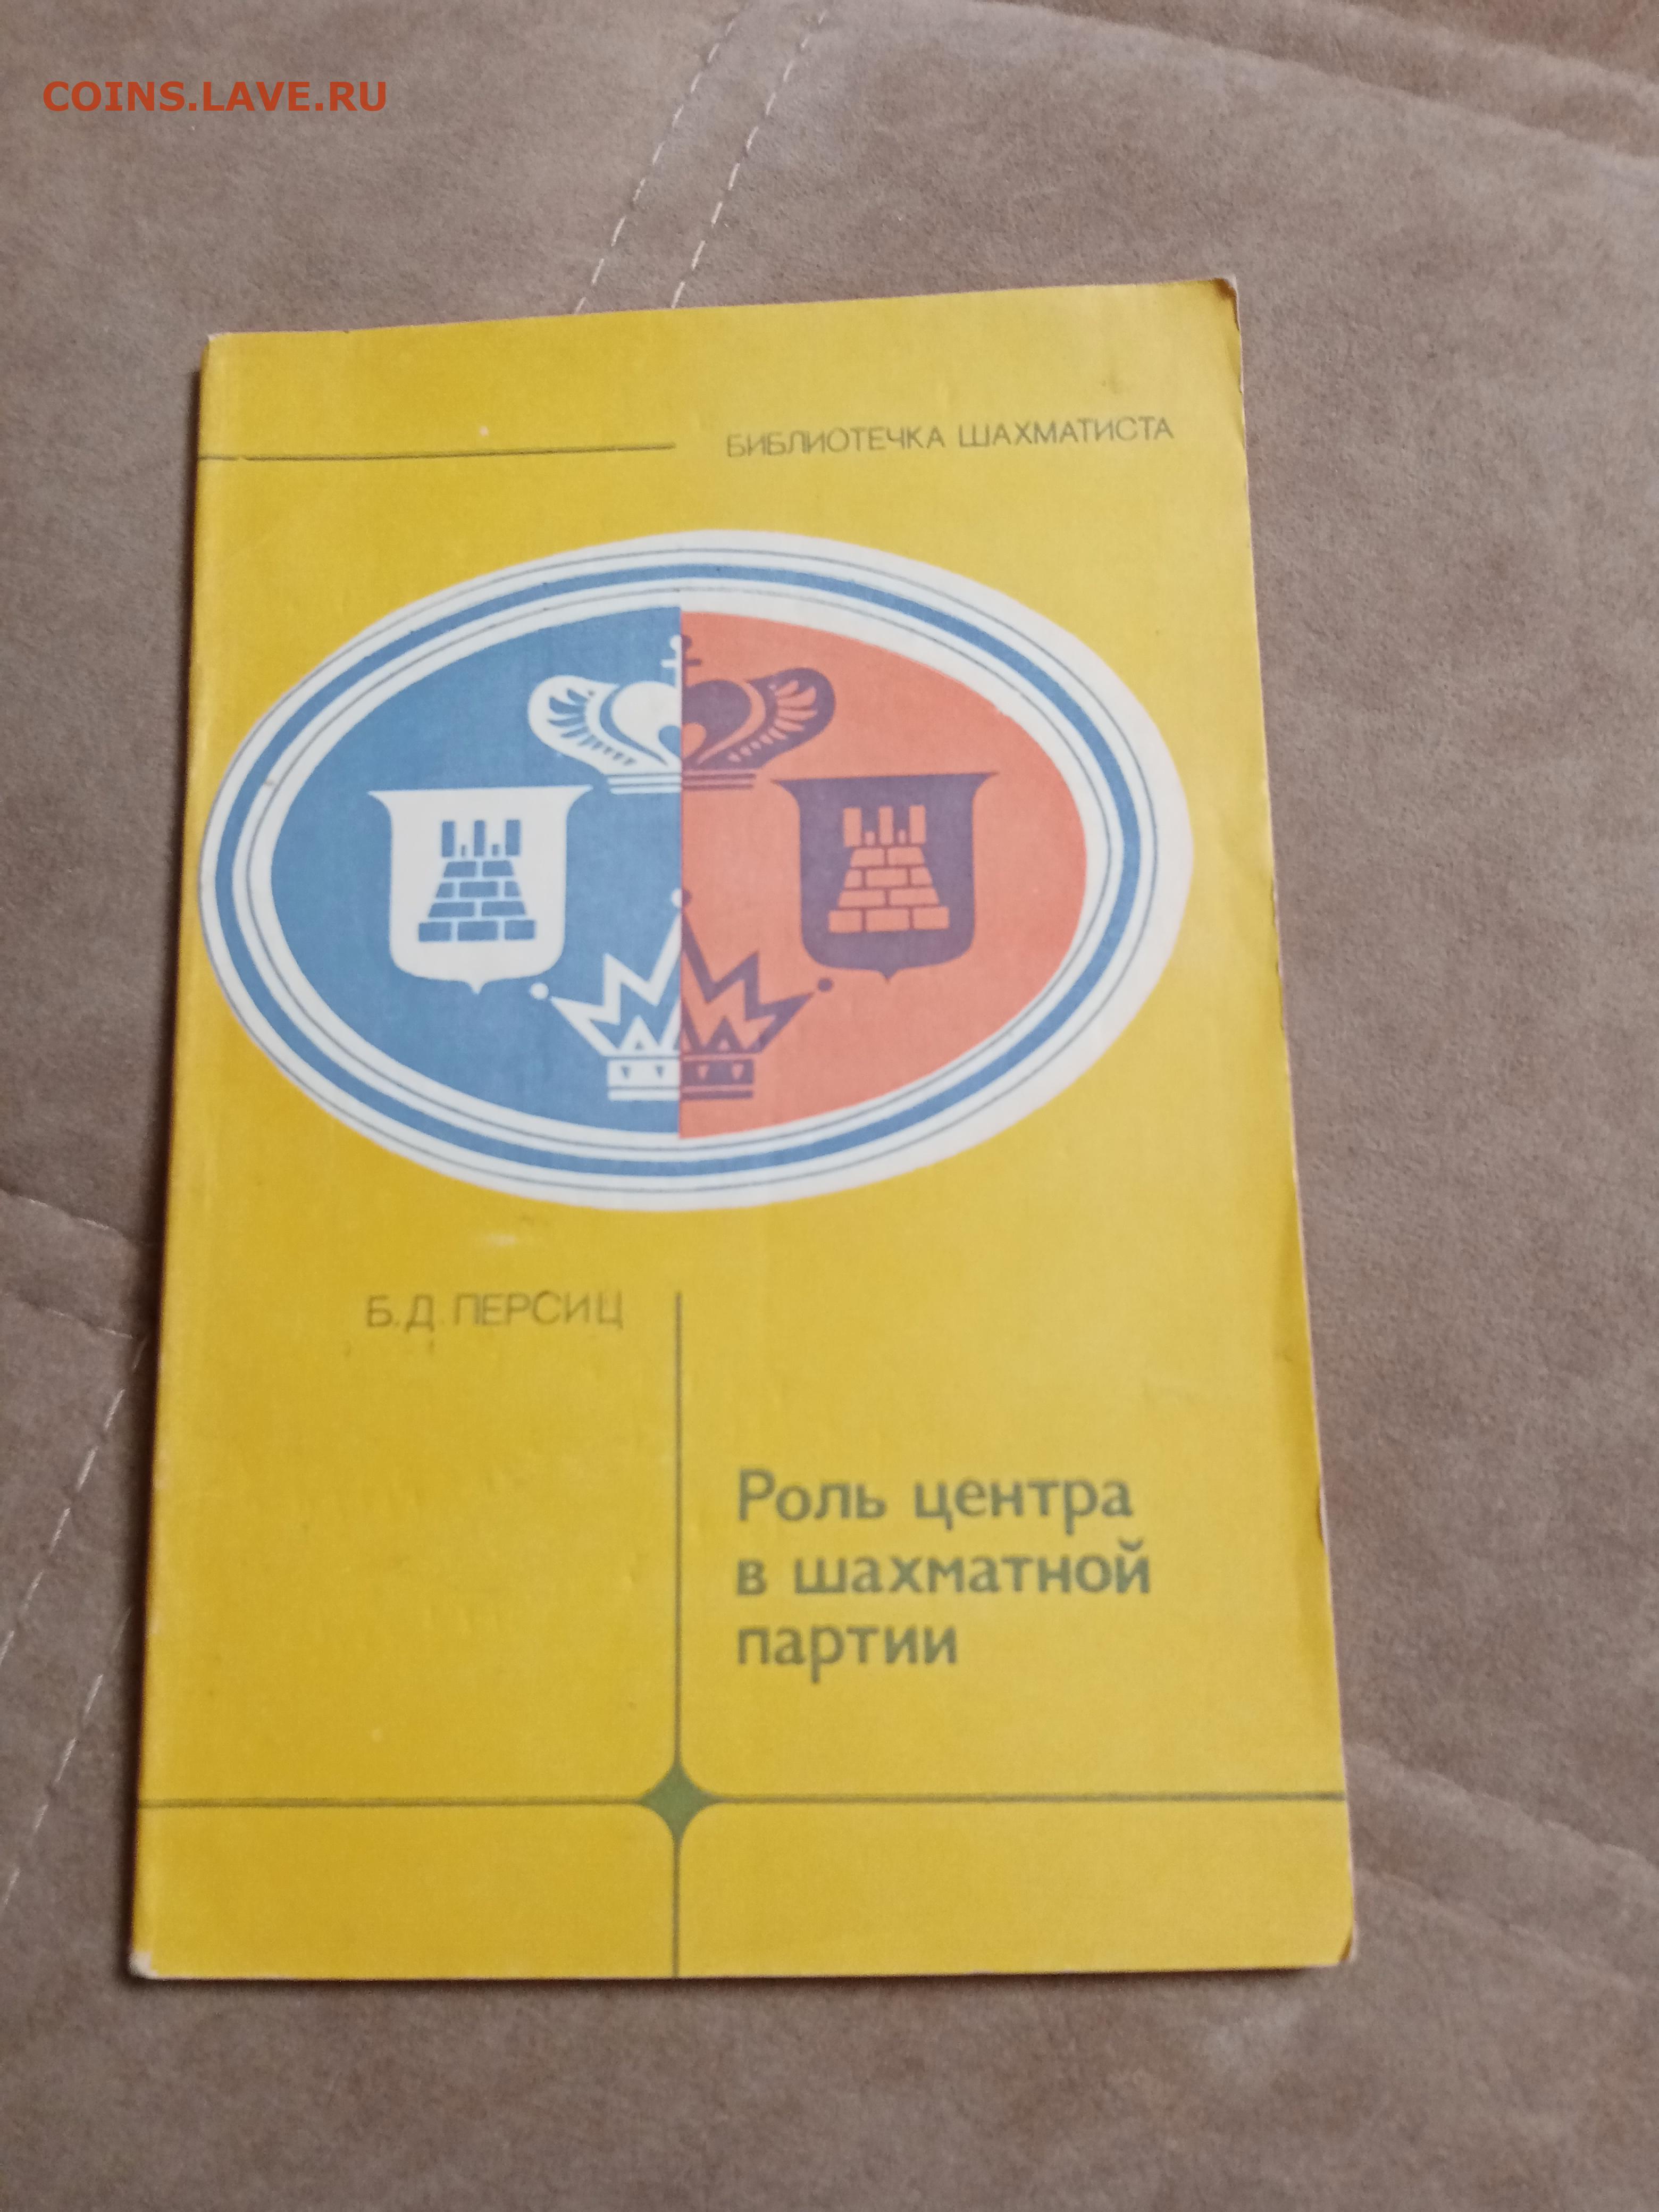 COINS.LAVE.RU
БИБЛИОТЕЧКА ШАХМАТИСТА
Б.Д. ПЕРСИЦ
Роль центра
в шахматной
партии